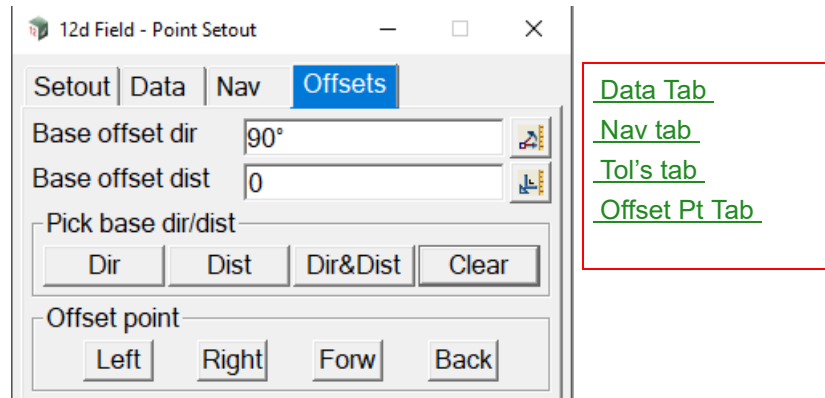 12d Field - Point Setout
Setout Data Nav Offsets
Base offset dir 90°
Base offset dist 0
Pick base dir/dist
Dir Dist Dir&Dist Clear
Offset point
Left Right Forw Back
Data Tab
Nav tab
Tol's tab
Offset Pt Tab